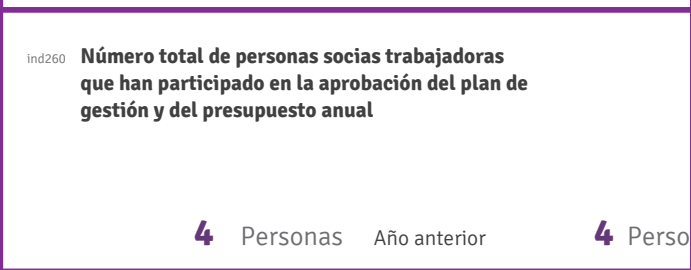 ind260 Número total de personas socias trabajadoras
que han participado en la aprobación del plan de
gestión y del presupuesto anual
4 Personas Año anterior 4 Perso